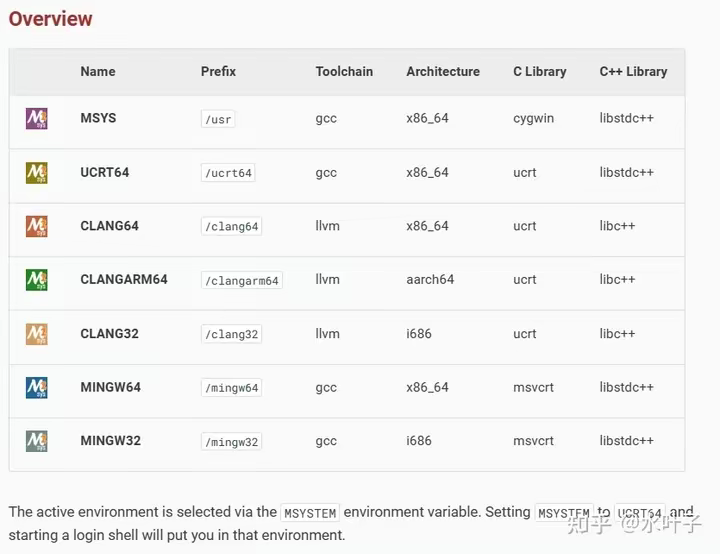 Overview
Name Prefix Toolchain Architecture C Library C++ Library
MSYS /usr gcc x86_64 cygwin libstdc++
UCRT64 /ucrt64 gcc x86_64 ucrt libstdc++
CLANG64 /clang64 llvm x86_64 ucrt libc++
CLANGARM64 /clangarm64 llvm aarch64 ucrt libc++
CLANG32 /clang32 llvm i686 ucrt libc++
MINGW64 /mingw64 gcc x86_64 msvcrt libstdc++
MINGW32 /mingw32 gcc i686 msvcrt libstdc++
The active environment is selected via the MSYSTEM environment variable. Setting MSYSTEM to UCRT64 and
starting a login shell will put you in that environment.
知乎 @水叶子